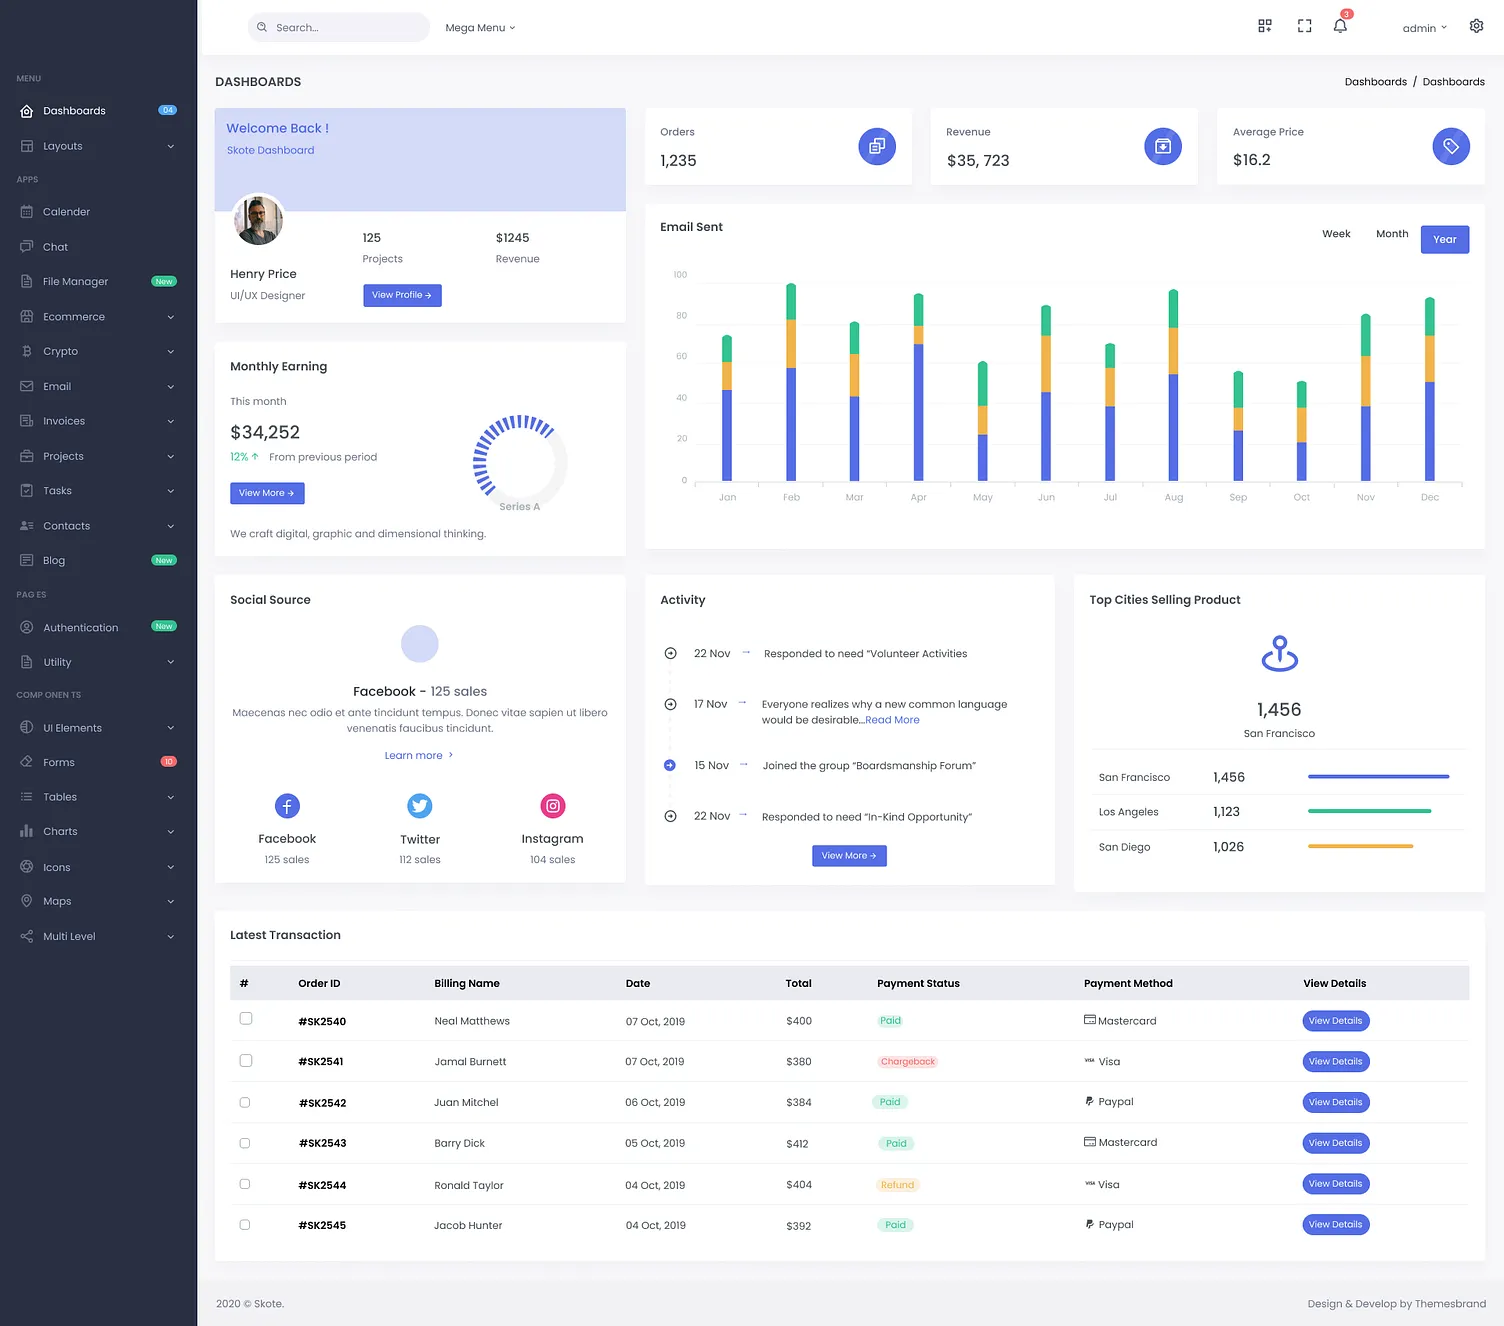 Search...
Mega Menu
3
admin
MENU
Dashboards 04
Layouts
APPS
Calender
Chat
File Manager New
Ecommerce
Crypto
Email
Invoices
Projects
Tasks
Contacts
Blog New
PAG ES
Authentication New
Utility
COMP ONEN TS
UI Elements
Forms 10
Tables
Charts
Icons
Maps
Multi Level
DASHBOARDS
Dashboards / Dashboards
Welcome Back !
Skote Dashboard
125
Projects
$1245
Revenue
Henry Price
UI/UX Designer
View Profile →
Orders
1,235
Revenue
$35, 723
Average Price
$16.2
Monthly Earning
This month
$34,252
12% ↑ From previous period
View More →
Series A
We craft digital, graphic and dimensional thinking.
Email Sent
Week Month Year
100
80
60
40
20
0
Jan Feb Mar Apr May Jun Jul Aug Sep Oct Nov Dec
Social Source
Facebook - 125 sales
Maecenas nec odio et ante tincidunt tempus. Donec vitae sapien ut libero
venenatis faucibus tincidunt.
Learn more >
Facebook Twitter Instagram
125 sales 112 sales 104 sales
Activity
22 Nov → Responded to need “Volunteer Activities
17 Nov → Everyone realizes why a new common language
would be desirable...Read More
15 Nov → Joined the group “Boardsmanship Forum”
22 Nov → Responded to need “In-Kind Opportunity”
View More →
Top Cities Selling Product
1,456
San Francisco
San Francisco 1,456
Los Angeles 1,123
San Diego 1,026
Latest Transaction
# Order ID Billing Name Date Total Payment Status Payment Method View Details
#SK2540 Neal Matthews 07 Oct, 2019 $400 Paid Mastercard View Details
#SK2541 Jamal Burnett 07 Oct, 2019 $380 Chargeback VISA Visa View Details
#SK2542 Juan Mitchel 06 Oct, 2019 $384 Paid Paypal View Details
#SK2543 Barry Dick 05 Oct, 2019 $412 Paid Mastercard View Details
#SK2544 Ronald Taylor 04 Oct, 2019 $404 Refund VISA Visa View Details
#SK2545 Jacob Hunter 04 Oct, 2019 $392 Paid Paypal View Details
2020 © Skote.
Design & Develop by Themesbrand